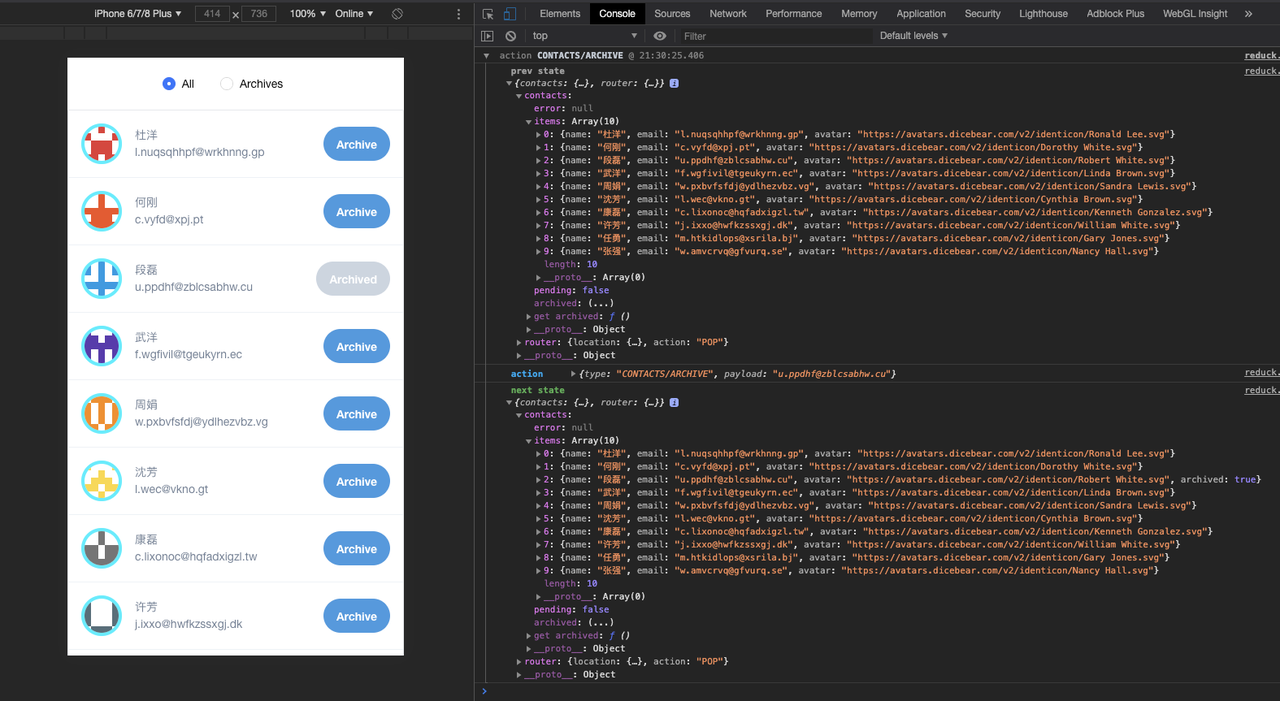 iPhone 6/7/8 Plus ▼ 414 x 736 100% ▼ Online ▼
Elements Console Sources Network Performance Memory Application Security Lighthouse Adblock Plus WebGL Insight »
top ▼ Filter Default levels ▼
All Archives
杜洋
l.nuqsqhhpf@wrkhnng.gp
Archive
何刚
c.vyfd@xpj.pt
Archive
段磊
u.ppdhf@zblcsabhw.cu
Archived
武洋
f.wgfivil@tgeukyrn.ec
Archive
周娟
w.pxbvfsfdj@ydlhezvbz.vg
Archive
沈芳
l.wec@vkno.gt
Archive
康磊
c.lixonoc@hqfadxigzl.tw
Archive
许芳
j.ixxo@hwfkzssxgj.dk
Archive
▼ action CONTACTS/ARCHIVE @ 21:30:25.406 reduck.
prev state reduck.
▼{contacts: {…}, router: {…}} i
▼contacts:
error: null
▼items: Array(10)
▶0: {name: "杜洋", email: "l.nuqsqhhpf@wrkhnng.gp", avatar: "https://avatars.dicebear.com/v2/identicon/Ronald Lee.svg"}
▶1: {name: "何刚", email: "c.vyfd@xpj.pt", avatar: "https://avatars.dicebear.com/v2/identicon/Dorothy White.svg"}
▶2: {name: "段磊", email: "u.ppdhf@zblcsabhw.cu", avatar: "https://avatars.dicebear.com/v2/identicon/Robert White.svg"}
▶3: {name: "武洋", email: "f.wgfivil@tgeukyrn.ec", avatar: "https://avatars.dicebear.com/v2/identicon/Linda Brown.svg"}
▶4: {name: "周娟", email: "w.pxbvfsfdj@ydlhezvbz.vg", avatar: "https://avatars.dicebear.com/v2/identicon/Sandra Lewis.svg"}
▶5: {name: "沈芳", email: "l.wec@vkno.gt", avatar: "https://avatars.dicebear.com/v2/identicon/Cynthia Brown.svg"}
▶6: {name: "康磊", email: "c.lixonoc@hqfadxigzl.tw", avatar: "https://avatars.dicebear.com/v2/identicon/Kenneth Gonzalez.svg"}
▶7: {name: "许芳", email: "j.ixxo@hwfkzssxgj.dk", avatar: "https://avatars.dicebear.com/v2/identicon/William White.svg"}
▶8: {name: "任勇", email: "m.htkidlops@xsrila.bj", avatar: "https://avatars.dicebear.com/v2/identicon/Gary Jones.svg"}
▶9: {name: "张强", email: "w.amvcrvq@gfvurq.se", avatar: "https://avatars.dicebear.com/v2/identicon/Nancy Hall.svg"}
length: 10
▶__proto__: Array(0)
pending: false
archived: (...)
▶get archived: ƒ ()
▶__proto__: Object
▶router: {location: {…}, action: "POP"}
▶__proto__: Object
action ▶{type: "CONTACTS/ARCHIVE", payload: "u.ppdhf@zblcsabhw.cu"} reduck.
next state reduck.
▼{contacts: {…}, router: {…}} i
▼contacts:
error: null
▼items: Array(10)
▶0: {name: "杜洋", email: "l.nuqsqhhpf@wrkhnng.gp", avatar: "https://avatars.dicebear.com/v2/identicon/Ronald Lee.svg"}
▶1: {name: "何刚", email: "c.vyfd@xpj.pt", avatar: "https://avatars.dicebear.com/v2/identicon/Dorothy White.svg"}
▶2: {name: "段磊", email: "u.ppdhf@zblcsabhw.cu", avatar: "https://avatars.dicebear.com/v2/identicon/Robert White.svg", archived: true}
▶3: {name: "武洋", email: "f.wgfivil@tgeukyrn.ec", avatar: "https://avatars.dicebear.com/v2/identicon/Linda Brown.svg"}
▶4: {name: "周娟", email: "w.pxbvfsfdj@ydlhezvbz.vg", avatar: "https://avatars.dicebear.com/v2/identicon/Sandra Lewis.svg"}
▶5: {name: "沈芳", email: "l.wec@vkno.gt", avatar: "https://avatars.dicebear.com/v2/identicon/Cynthia Brown.svg"}
▶6: {name: "康磊", email: "c.lixonoc@hqfadxigzl.tw", avatar: "https://avatars.dicebear.com/v2/identicon/Kenneth Gonzalez.svg"}
▶7: {name: "许芳", email: "j.ixxo@hwfkzssxgj.dk", avatar: "https://avatars.dicebear.com/v2/identicon/William White.svg"}
▶8: {name: "任勇", email: "m.htkidlops@xsrila.bj", avatar: "https://avatars.dicebear.com/v2/identicon/Gary Jones.svg"}
▶9: {name: "张强", email: "w.amvcrvq@gfvurq.se", avatar: "https://avatars.dicebear.com/v2/identicon/Nancy Hall.svg"}
length: 10
▶__proto__: Array(0)
pending: false
archived: (...)
▶get archived: ƒ ()
▶__proto__: Object
▶router: {location: {…}, action: "POP"}
▶__proto__: Object